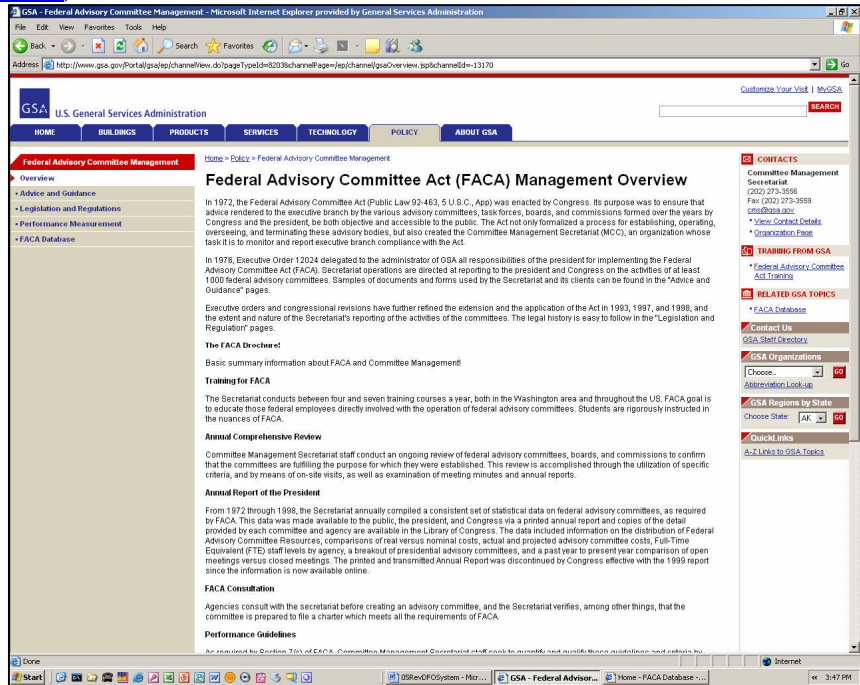 GSA - Federal Advisory Committee Management - Microsoft Internet Explorer provided by General Services Administration
File Edit View Favorites Tools Help
Back Search Favorites
Address http://www.gsa.gov/Portal/gsa/ep/channelView.do?pageTypeId=8203&channelPage=/ep/channel/gsaOverview.jsp&channelId=-13170 Go
Customize Your Visit | MyGSA
GSA U.S. General Services Administration
SEARCH
HOME BUILDINGS PRODUCTS SERVICES TECHNOLOGY POLICY ABOUT GSA
Federal Advisory Committee Management
Overview
• Advice and Guidance
• Legislation and Regulations
• Performance Measurement
• FACA Database
Home > Policy > Federal Advisory Committee Management
Federal Advisory Committee Act (FACA) Management Overview
In 1972, the Federal Advisory Committee Act (Public Law 92-463, 5 U.S.C., App) was enacted by Congress. Its purpose was to ensure that
advice rendered to the executive branch by the various advisory committees, task forces, boards, and commissions formed over the years by
Congress and the president, be both objective and accessible to the public. The Act not only formalized a process for establishing, operating,
overseeing, and terminating these advisory bodies, but also created the Committee Management Secretariat (MCC), an organization whose
task it is to monitor and report executive branch compliance with the Act.
In 1976, Executive Order 12024 delegated to the administrator of GSA all responsibilities of the president for implementing the Federal
Advisory Committee Act (FACA). Secretariat operations are directed at reporting to the president and Congress on the activities of at least
1000 federal advisory committees. Samples of documents and forms used by the Secretariat and its clients can be found in the "Advice and
Guidance" pages.
Executive orders and congressional revisions have further refined the extension and the application of the Act in 1993, 1997, and 1998, and
the extent and nature of the Secretariat's reporting of the activities of the committees. The legal history is easy to follow in the "Legislation and
Regulation" pages.
The FACA Brochure!
Basic summary information about FACA and Committee Management!
Training for FACA
The Secretariat conducts between four and seven training courses a year, both in the Washington area and throughout the US. FACA goal is
to educate those federal employees directly involved with the operation of federal advisory committees. Students are rigorously instructed in
the nuances of FACA.
Annual Comprehensive Review
Committee Management Secretariat staff conduct an ongoing review of federal advisory committees, boards, and commissions to confirm
that the committees are fulfilling the purpose for which they were established. This review is accomplished through the utilization of specific
criteria, and by means of on-site visits, as well as examination of meeting minutes and annual reports.
Annual Report of the President
From 1972 through 1998, the Secretariat annually compiled a consistent set of statistical data on federal advisory committees, as required
by FACA. This data was made available to the public, the president, and Congress via a printed annual report and copies of the detail
provided by each committee and agency are available in the Library of Congress. The data included information on the distribution of Federal
Advisory Committee Resources, comparisons of real versus nominal costs, actual and projected advisory committee costs, Full-Time
Equivalent (FTE) staff levels by agency, a breakout of presidential advisory committees, and a past year to present year comparison of open
meetings versus closed meetings. The printed and transmitted Annual Report was discontinued by Congress effective with the 1999 report
since the information is now available online.
FACA Consultation
Agencies consult with the secretariat before creating an advisory committee, and the Secretariat verifies, among other things, that the
committee is prepared to file a charter which meets all the requirements of FACA.
Performance Guidelines
As required by Section 7(c) of FACA, Committee Management Secretariat staff seek to quantify and qualify those guidelines and criteria by
CONTACTS
Committee Management
Secretariat
(202) 273-3556
Fax (202) 273-3559
cms@gsa.gov
• View Contact Details
• Organization Page
TRAINING FROM GSA
• Federal Advisory Committee
Act Training
RELATED GSA TOPICS
• FACA Database
Contact Us
GSA Staff Directory
GSA Organizations
Choose.. GO
Abbreviation Look-up
GSA Regions by State
Choose State: AK GO
QuickLinks
A-Z Links to GSA Topics
Done Internet
Start 05RevDFOSystem - Micr... GSA - Federal Advisor... Home - FACA Database -... « 3:47 PM